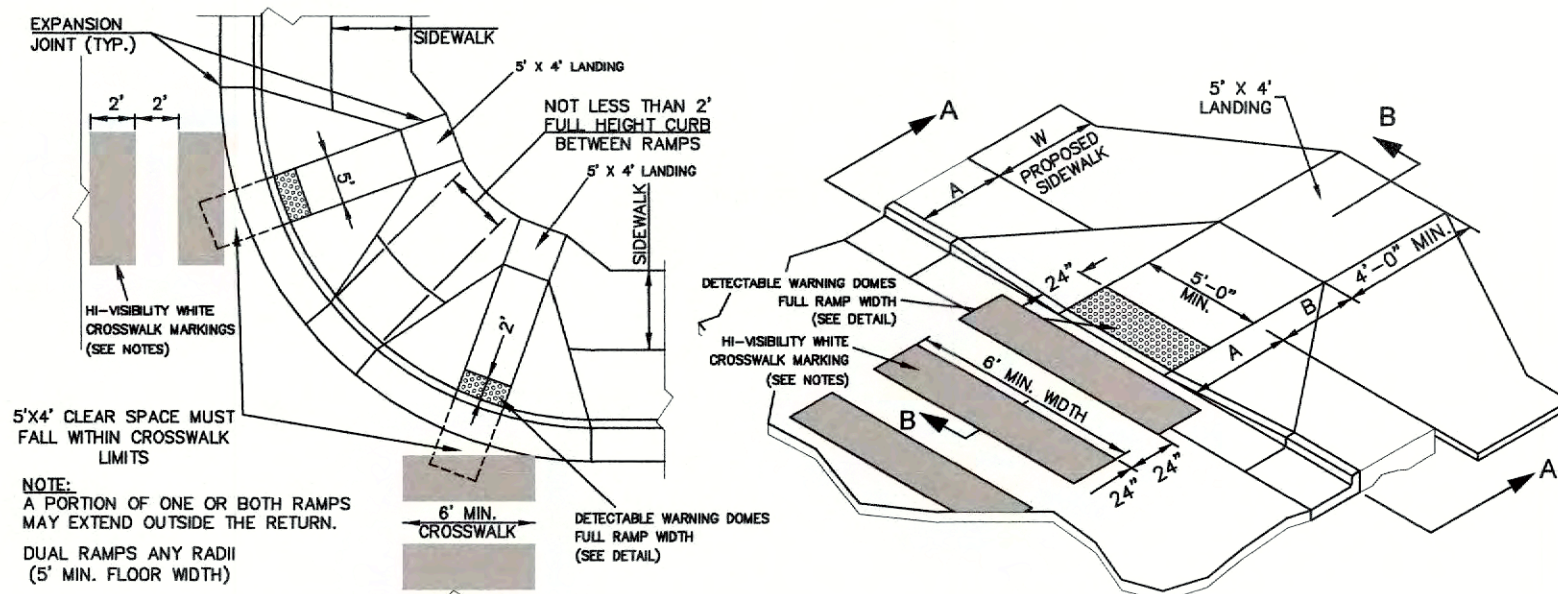 EXPANSION
JOINT (TYP.)
SIDEWALK
5' X 4' LANDING
NOT LESS THAN 2'
FULL HEIGHT CURB
BETWEEN RAMPS
5' X 4' LANDING
2'
2'
5'
SIDEWALK
HI-VISIBILITY WHITE
CROSSWALK MARKINGS
(SEE NOTES)
2'
5'X4' CLEAR SPACE MUST
FALL WITHIN CROSSWALK
LIMITS
NOTE:
A PORTION OF ONE OR BOTH RAMPS
MAY EXTEND OUTSIDE THE RETURN.
DUAL RAMPS ANY RADII
(5' MIN. FLOOR WIDTH)
6' MIN.
CROSSWALK
DETECTABLE WARNING DOMES
FULL RAMP WIDTH
(SEE DETAIL)
A
W
PROPOSED
SIDEWALK
A
5' X 4'
LANDING
B
DETECTABLE WARNING DOMES
FULL RAMP WIDTH
(SEE DETAIL)
24"
5'-0"
MIN.
4'-0" MIN.
B
A
HI-VISIBILITY WHITE
CROSSWALK MARKING
(SEE NOTES)
6' MIN. WIDTH
B
24"
24"
A